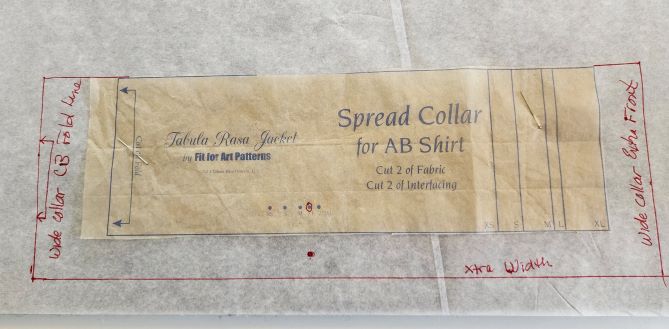 Wide Collar CB Fold Line
Tabula Rasa Jacket
by Fit for Art Patterns
Spread Collar
for AB Shirt
Cut 2 of Fabric
Cut 2 of Interfacing
XS S M L XL
Wide Collar Extra Front
xtra Width